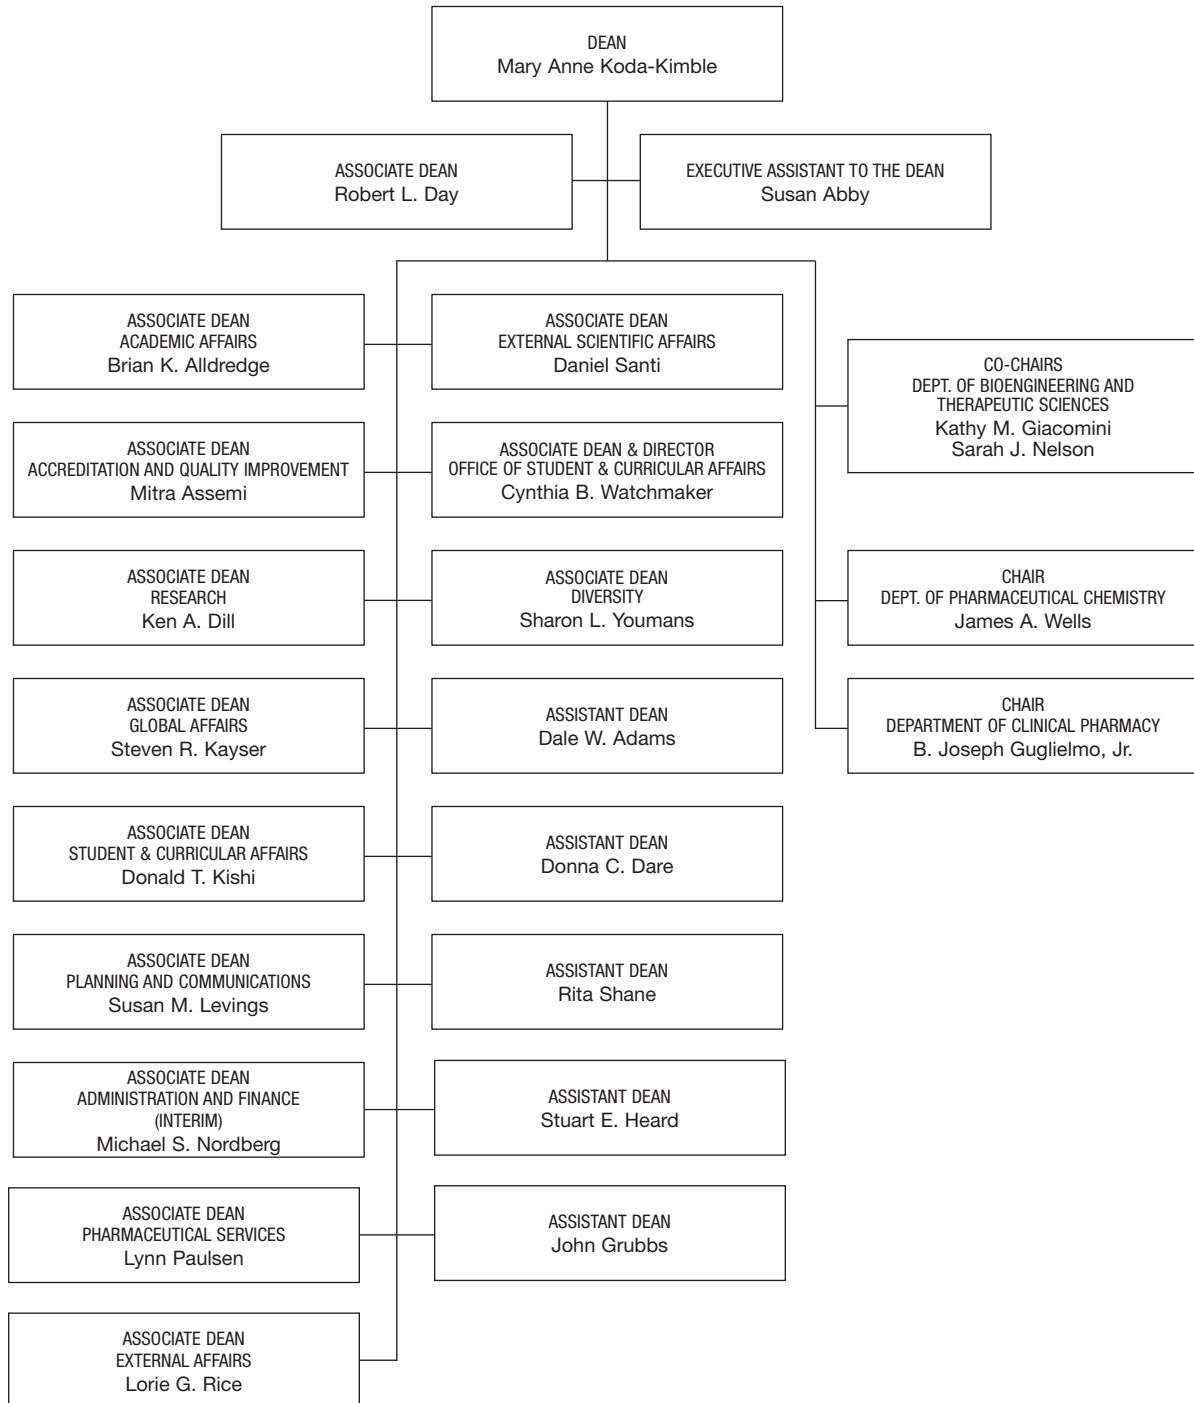 DEAN
Mary Anne Koda-Kimble
ASSOCIATE DEAN
Robert L. Day
EXECUTIVE ASSISTANT TO THE DEAN
Susan Abby
ASSOCIATE DEAN
ACADEMIC AFFAIRS
Brian K. Alldredge
ASSOCIATE DEAN
EXTERNAL SCIENTIFIC AFFAIRS
Daniel Santi
CO-CHAIRS
DEPT. OF BIOENGINEERING AND
THERAPEUTIC SCIENCES
Kathy M. Giacomini
Sarah J. Nelson
ASSOCIATE DEAN
ACCREDITATION AND QUALITY IMPROVEMENT
Mitra Assemi
ASSOCIATE DEAN & DIRECTOR
OFFICE OF STUDENT & CURRICULAR AFFAIRS
Cynthia B. Watchmaker
ASSOCIATE DEAN
RESEARCH
Ken A. Dill
ASSOCIATE DEAN
DIVERSITY
Sharon L. Youmans
CHAIR
DEPT. OF PHARMACEUTICAL CHEMISTRY
James A. Wells
ASSOCIATE DEAN
GLOBAL AFFAIRS
Steven R. Kayser
ASSISTANT DEAN
Dale W. Adams
CHAIR
DEPARTMENT OF CLINICAL PHARMACY
B. Joseph Guglielmo, Jr.
ASSOCIATE DEAN
STUDENT & CURRICULAR AFFAIRS
Donald T. Kishi
ASSISTANT DEAN
Donna C. Dare
ASSOCIATE DEAN
PLANNING AND COMMUNICATIONS
Susan M. Levings
ASSISTANT DEAN
Rita Shane
ASSOCIATE DEAN
ADMINISTRATION AND FINANCE
(INTERIM)
Michael S. Nordberg
ASSISTANT DEAN
Stuart E. Heard
ASSOCIATE DEAN
PHARMACEUTICAL SERVICES
Lynn Paulsen
ASSISTANT DEAN
John Grubbs
ASSOCIATE DEAN
EXTERNAL AFFAIRS
Lorie G. Rice